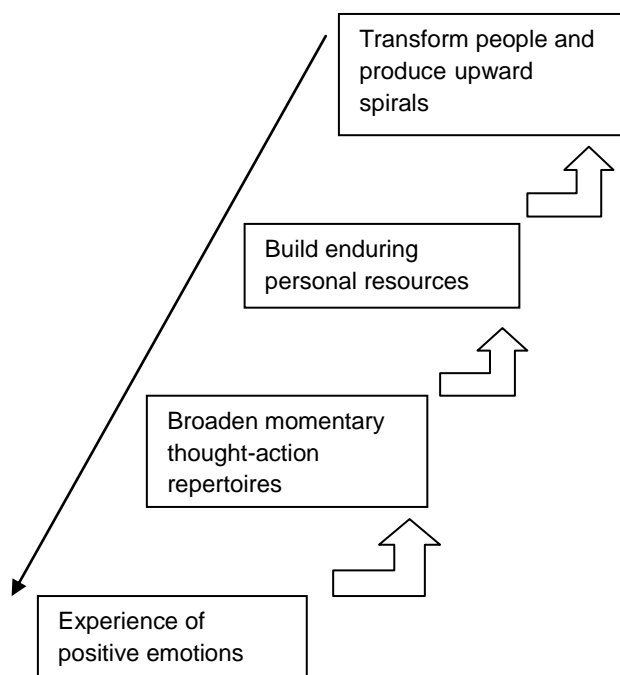 Transform people and
produce upward
spirals
Build enduring
personal resources
Broaden momentary
thought-action
repertoires
Experience of
positive emotions